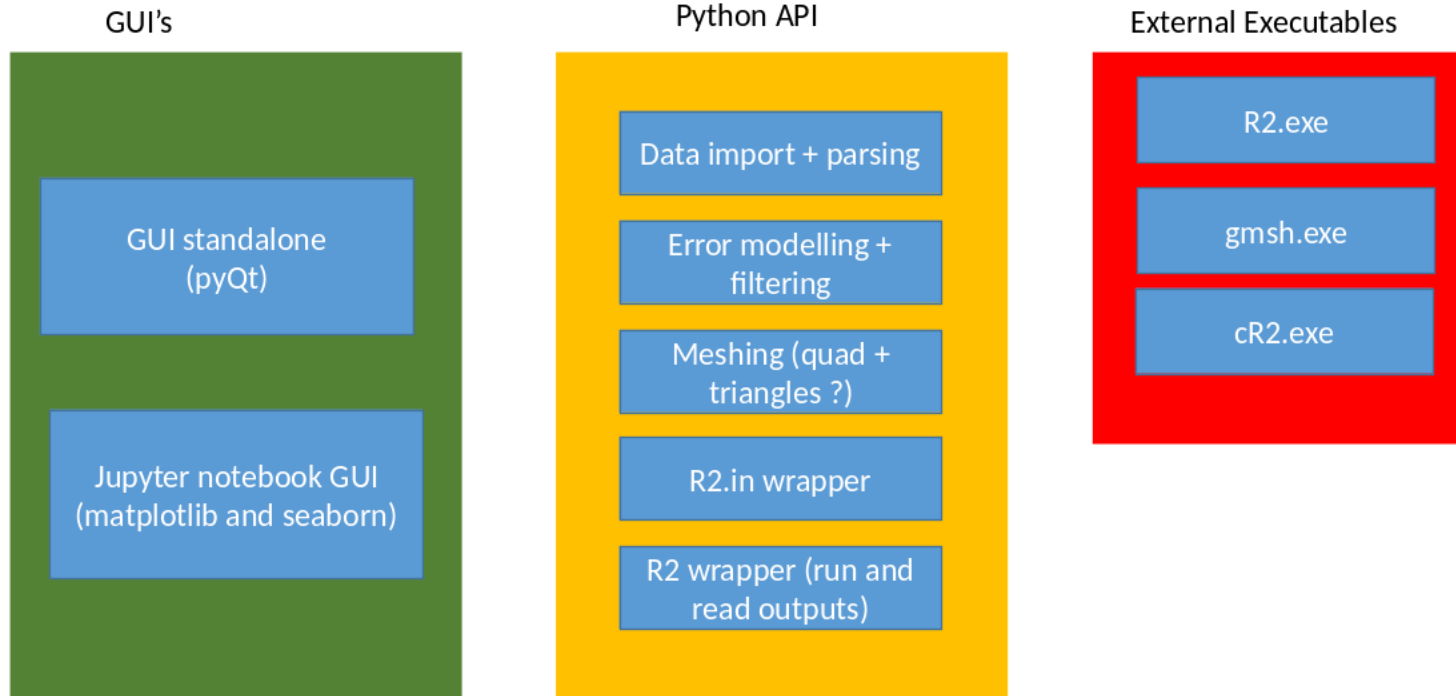 GUI's
GUI standalone
(pyQt)
Jupyter notebook GUI
(matplotlib and seaborn)
Python API
Data import + parsing
Error modelling +
filtering
Meshing (quad +
triangles ?)
R2.in wrapper
R2 wrapper (run and
read outputs)
External Executables
R2.exe
gmsh.exe
cR2.exe